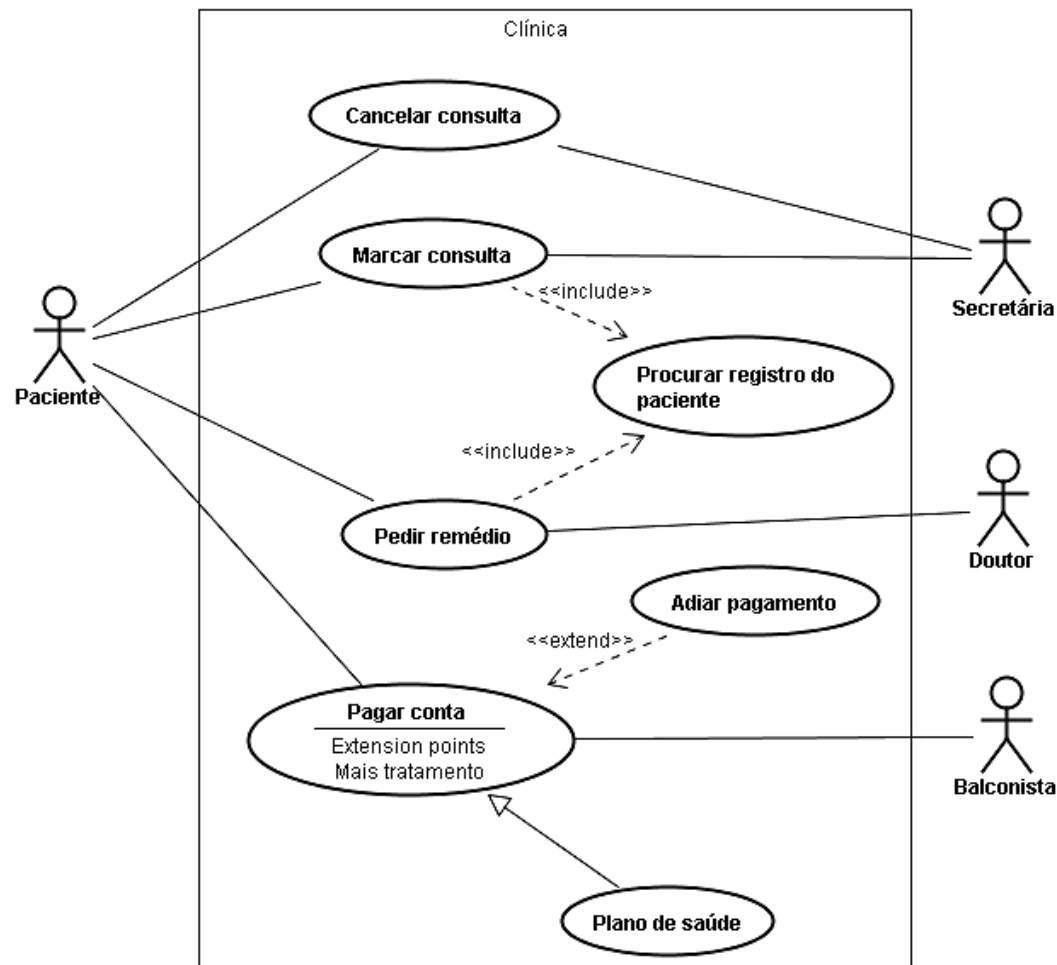 Clínica
Cancelar consulta
Marcar consulta
<<include>>
Secretária
Paciente
Procurar registro do
paciente
<<include>>
Pedir remédio
Doutor
Adiar pagamento
<<extend>>
Pagar conta
Extension points
Mais tratamento
Balconista
Plano de saúde